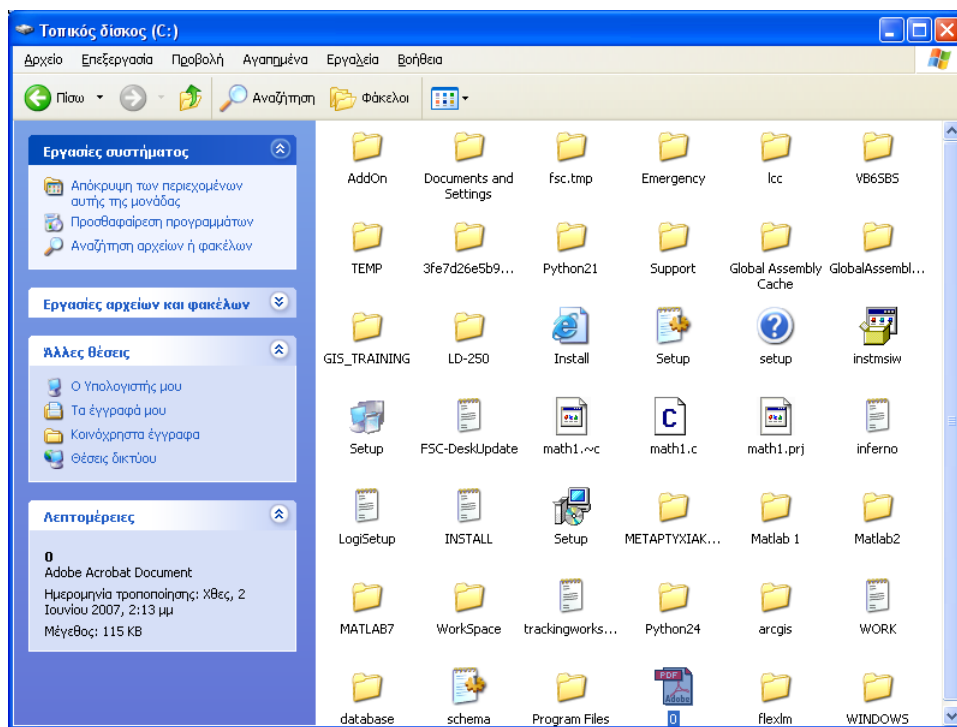 Τοπικός δίσκος (C:)
Αρχείο Επεξεργασία Προβολή Αγαπημένα Εργαλεία Βοήθεια
Πίσω Αναζήτηση Φάκελοι
Εργασίες συστήματος
Απόκρυψη των περιεχομένων
αυτής της μονάδας
Προσθαφαίρεση προγραμμάτων
Αναζήτηση αρχείων ή φακέλων
Εργασίες αρχείων και φακέλων
Άλλες θέσεις
Ο Υπολογιστής μου
Τα έγγραφά μου
Κοινόχρηστα έγγραφα
Θέσεις δικτύου
Λεπτομέρειες
0
Adobe Acrobat Document
Ημερομηνία τροποποίησης: Χθες, 2
Ιουνίου 2007, 2:13 μμ
Μέγεθος: 115 KB
AddOn
Documents and
Settings
fsc.tmp
Emergency
lcc
VB6SBS
TEMP
3fe7d26e5b9...
Python21
Support
Global Assembly
Cache
GlobalAssembl...
GIS_TRAINING
LD-250
Install
Setup
setup
instmsiw
Setup
FSC-DeskUpdate
math1.~c
C
math1.c
math1.prj
inferno
LogiSetup
INSTALL
Setup
ΜΕΤΑΡΤΥΧΙΑΚ...
Matlab 1
Matlab2
MATLAB7
WorkSpace
trackingworks...
Python24
arcgis
WORK
database
schema
Program Files
PDF
Adobe
0
flexlm
WINDOWS